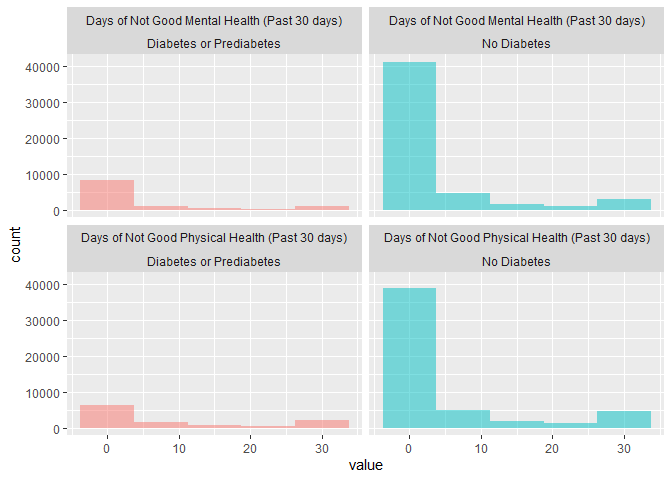 Days of Not Good Mental Health (Past 30 days)
Diabetes or Prediabetes
Days of Not Good Mental Health (Past 30 days)
No Diabetes
40000
30000
20000
10000
0
Days of Not Good Physical Health (Past 30 days)
Diabetes or Prediabetes
Days of Not Good Physical Health (Past 30 days)
No Diabetes
40000
30000
20000
10000
0
0 10 20 30
0 10 20 30
value
count